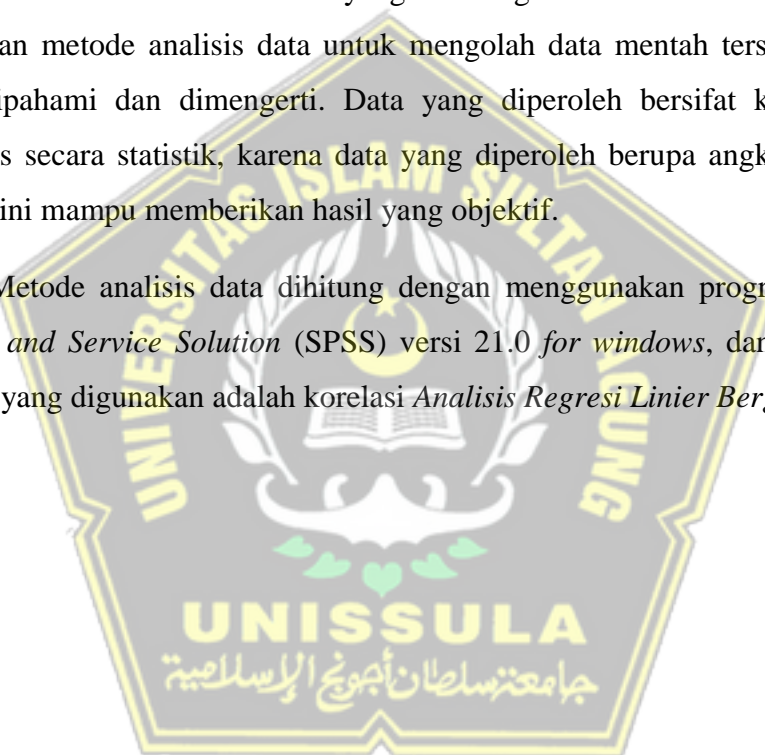 an metode analisis data untuk mengolah data mentah ters
ipahami dan dimengerti. Data yang diperoleh bersifat k
s secara statistik, karena data yang diperoleh berupa angk
ini mampu memberikan hasil yang objektif.
Metode analisis data dihitung dengan menggunakan progr
and Service Solution (SPSS) versi 21.0 for windows, dan
yang digunakan adalah korelasi Analisis Regresi Linier Berg
UNIVERSITAS ISLAM SULTAN AGUNG
UNISSULA
جامعتنسلطان أجونج الإسلامية